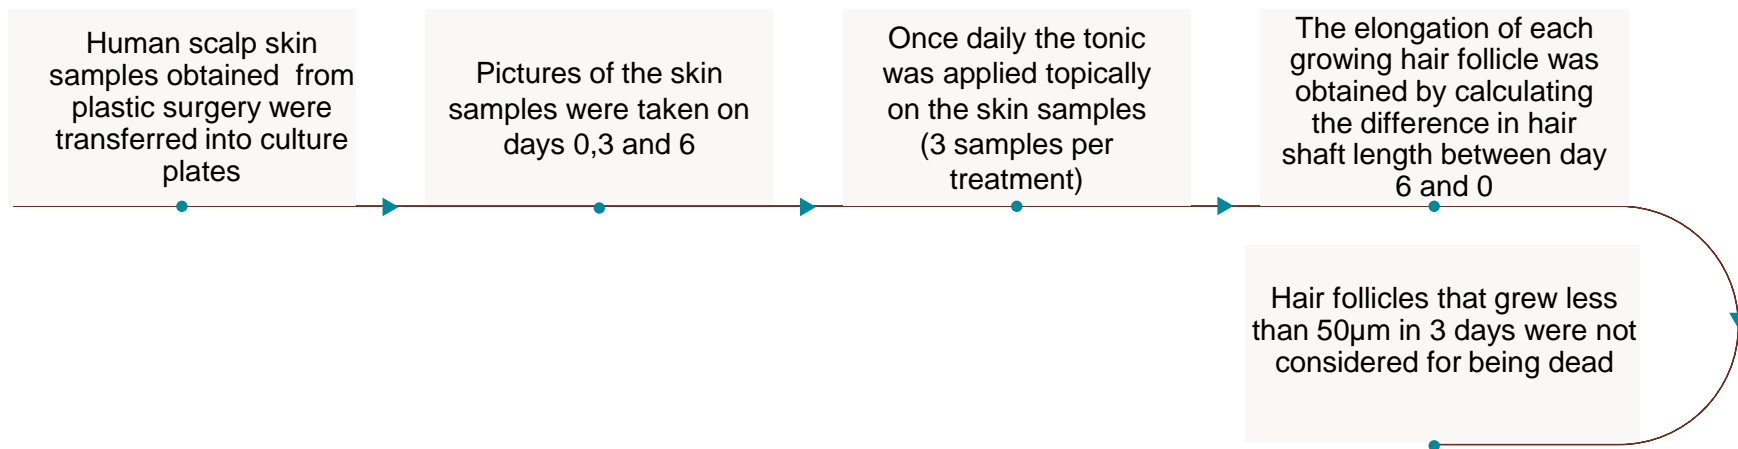 Human scalp skin
samples obtained  from
plastic surgery were
transferred into culture
plates
Pictures of the skin
samples were taken on
days 0,3 and 6
Once daily the tonic
was applied topically
on the skin samples
(3 samples per
treatment)
The elongation of each
growing hair follicle was
obtained by calculating
the difference in hair
shaft length between day
6 and 0
Hair follicles that grew less
than 50µm in 3 days were not
considered for being dead